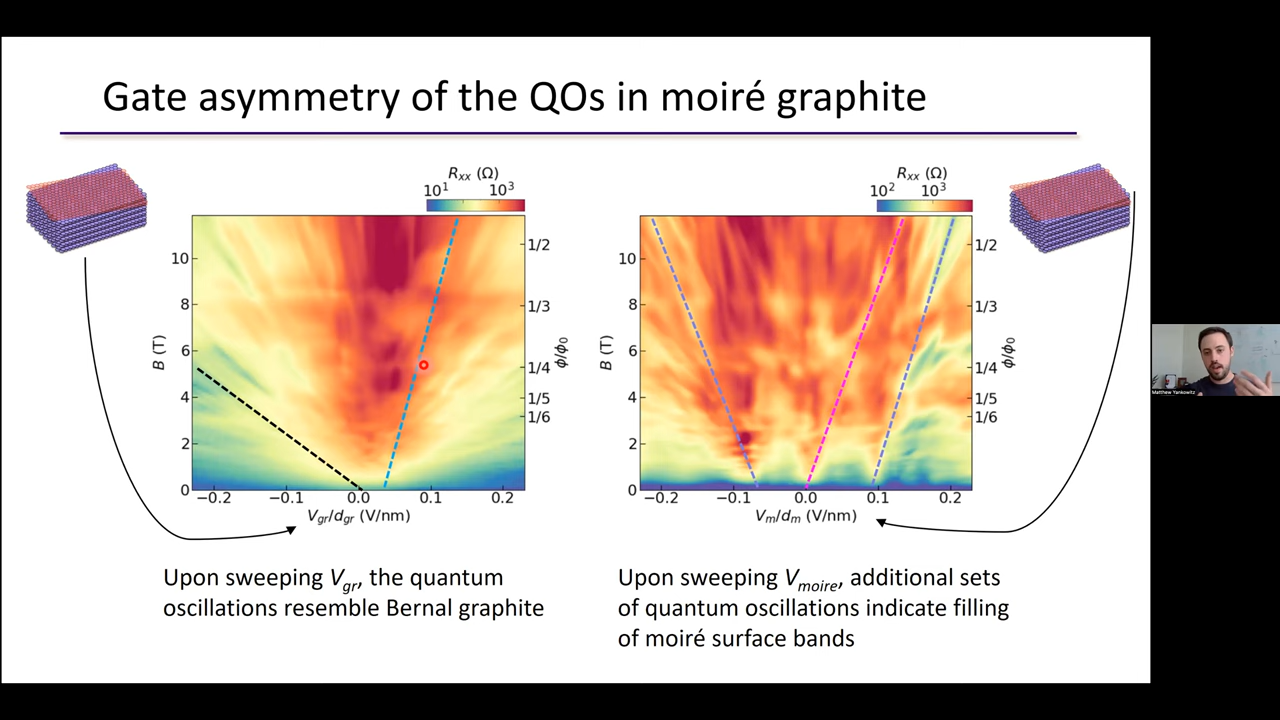 Gate asymmetry of the QOs in moiré graphite
Rxx (Ω)
10¹ 10³
B (T)
10
8
6
4
2
0
−0.2 −0.1 0.0 0.1 0.2
Vgr/dgr (V/nm)
1/2
1/3
1/4
1/5
1/6
ϕ/ϕ0
Rxx (Ω)
10² 10³
B (T)
10
8
6
4
2
0
−0.2 −0.1 0.0 0.1 0.2
Vm/dm (V/nm)
1/2
1/3
1/4
1/5
1/6
ϕ/ϕ0
Upon sweeping Vgr, the quantum
oscillations resemble Bernal graphite
Upon sweeping Vmoire, additional sets
of quantum oscillations indicate filling
of moiré surface bands
Matthew Yankowitz